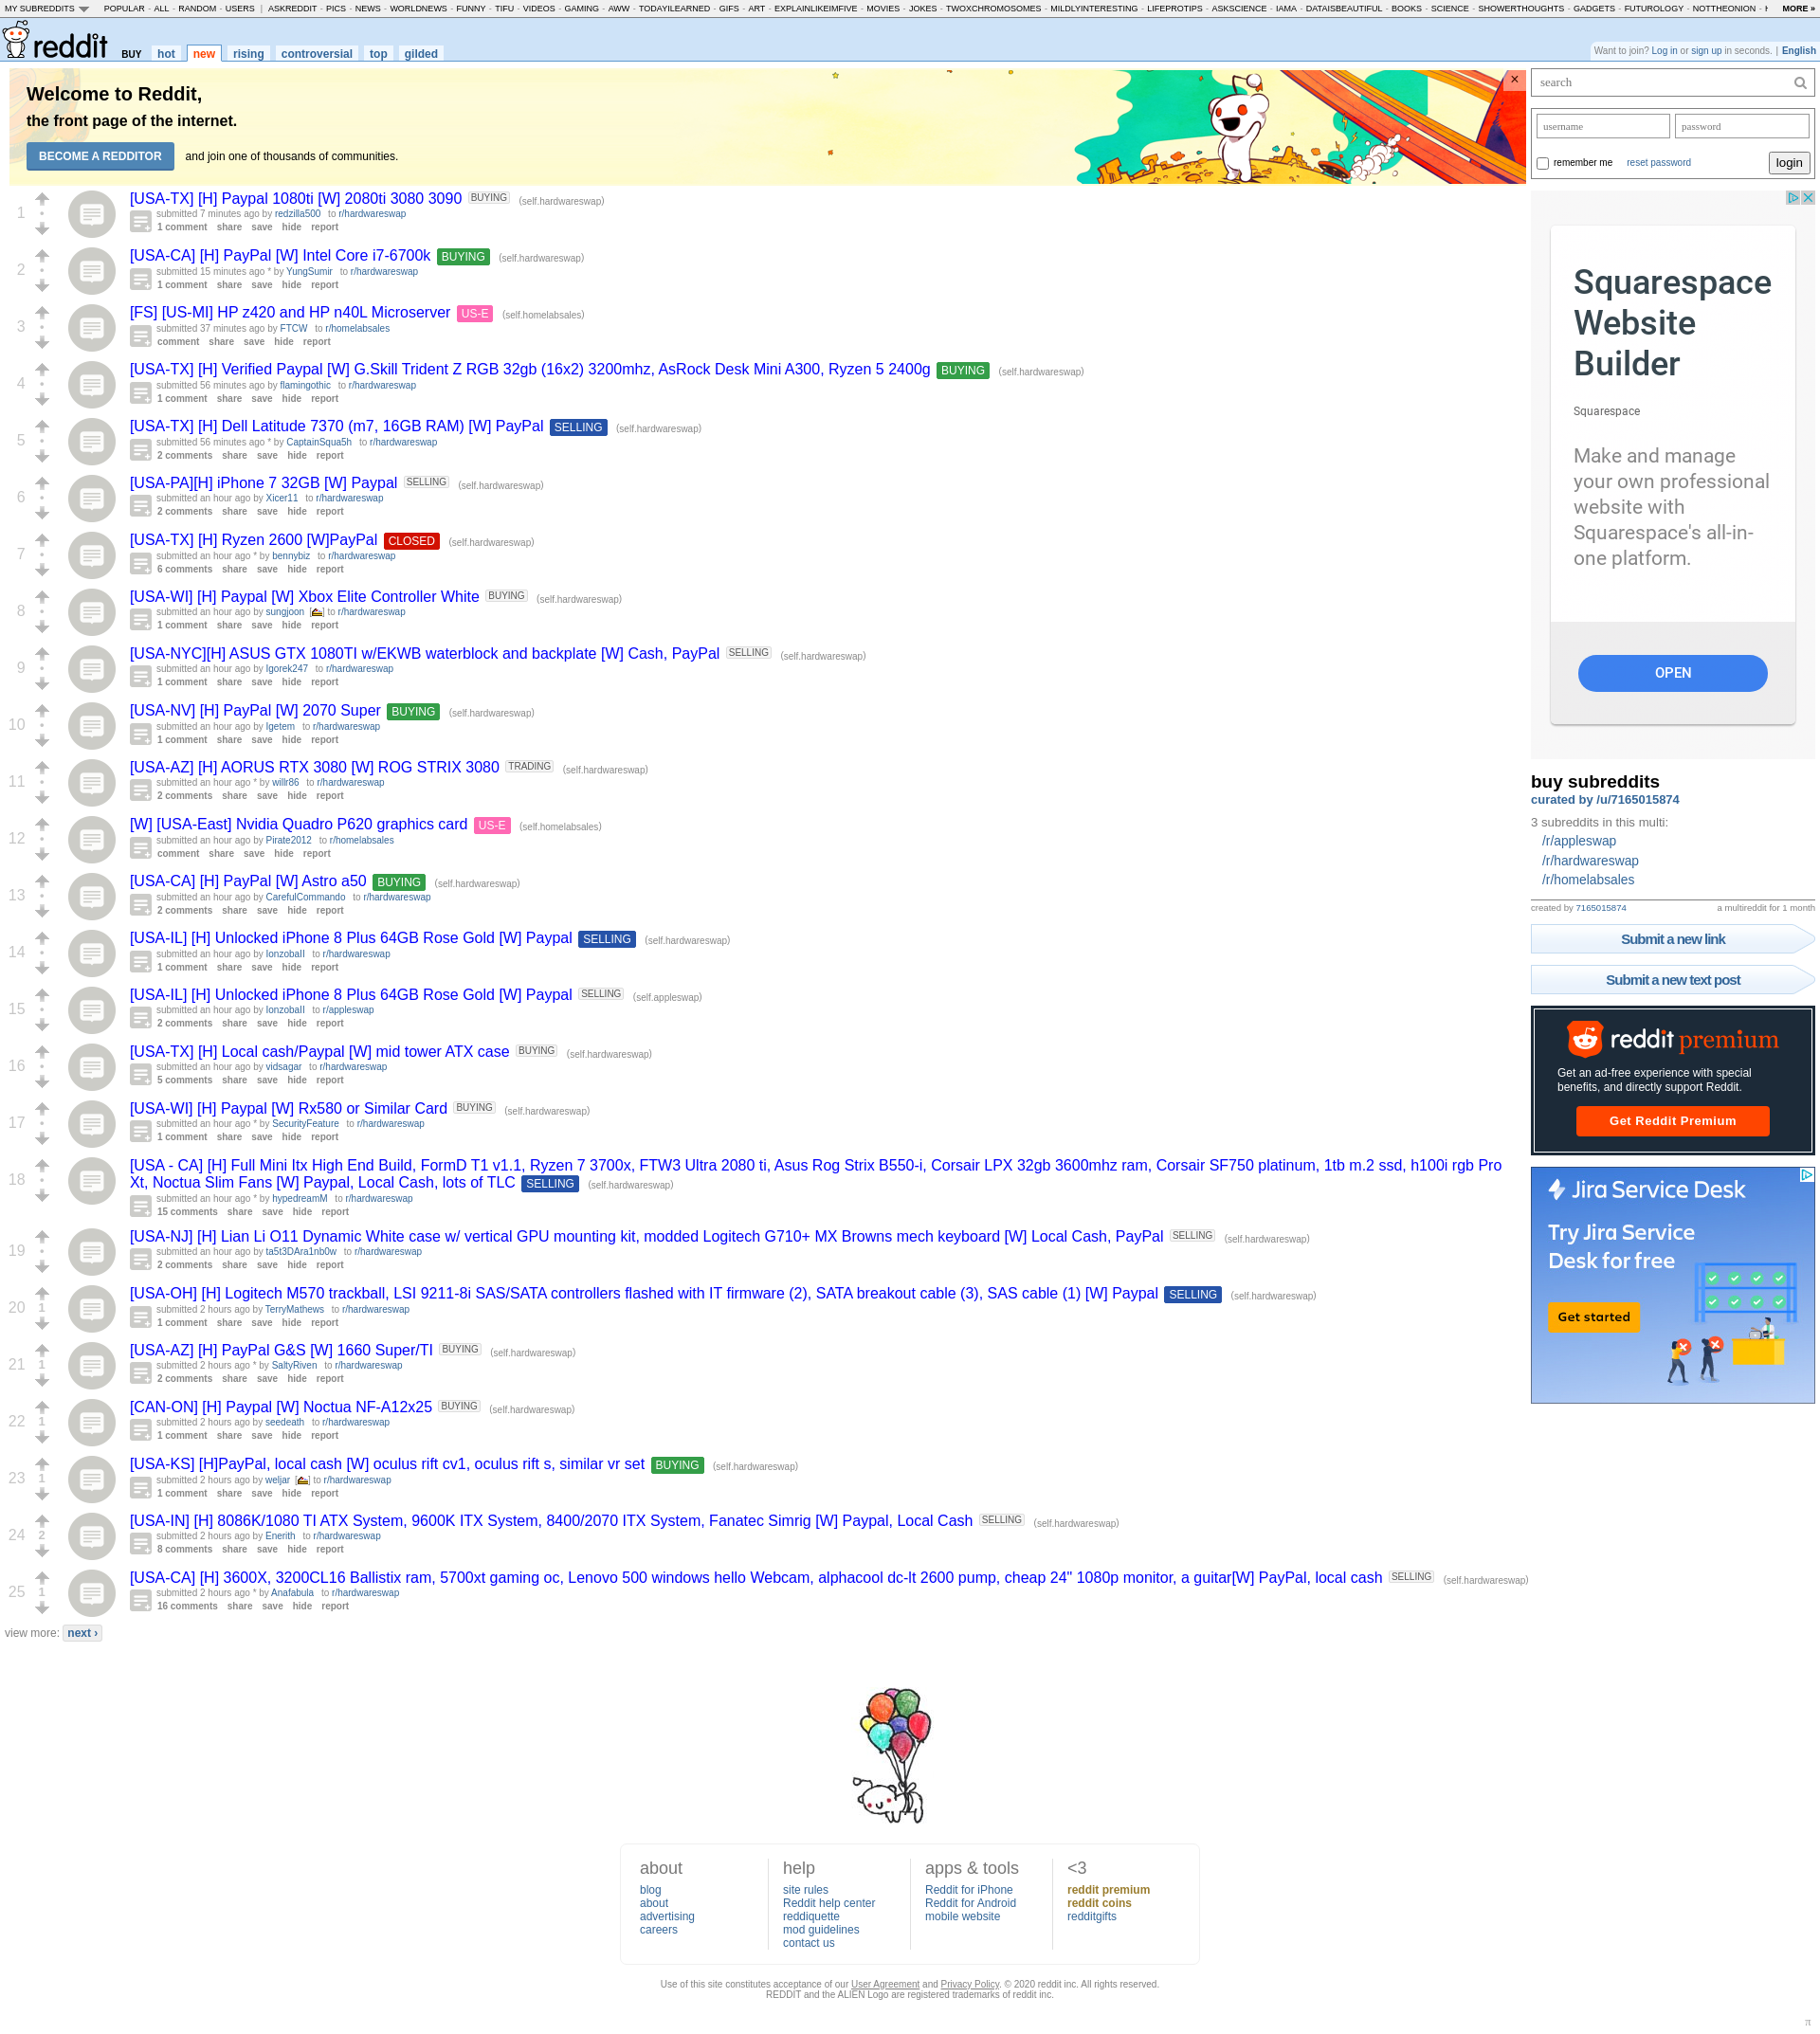 MY SUBREDDITS POPULAR - ALL - RANDOM - USERS | ASKREDDIT - PICS - NEWS - WORLDNEWS - FUNNY - TIFU - VIDEOS - GAMING - AWW - TODAYILEARNED - GIFS - ART - EXPLAINLIKEIMFIVE - MOVIES - JOKES - TWOXCHROMOSOMES - MILDLYINTERESTING - LIFEPROTIPS - ASKSCIENCE - IAMA - DATAISBEAUTIFUL - BOOKS - SCIENCE - SHOWERTHOUGHTS - GADGETS - FUTUROLOGY - NOTTHEONION - MORE »
reddit BUY hot new rising controversial top gilded
Want to join? Log in or sign up in seconds. | English
Welcome to Reddit,
the front page of the internet.
BECOME A REDDITOR and join one of thousands of communities.
×
1
[USA-TX] [H] Paypal 1080ti [W] 2080ti 3080 3090 BUYING (self.hardwareswap)
submitted 7 minutes ago by redzilla500 to r/hardwareswap
1 comment share save hide report
2
[USA-CA] [H] PayPal [W] Intel Core i7-6700k BUYING (self.hardwareswap)
submitted 15 minutes ago * by YungSumir to r/hardwareswap
1 comment share save hide report
3
[FS] [US-MI] HP z420 and HP n40L Microserver US-E (self.homelabsales)
submitted 37 minutes ago by FTCW to r/homelabsales
comment share save hide report
4
[USA-TX] [H] Verified Paypal [W] G.Skill Trident Z RGB 32gb (16x2) 3200mhz, AsRock Desk Mini A300, Ryzen 5 2400g BUYING (self.hardwareswap)
submitted 56 minutes ago by flamingothic to r/hardwareswap
1 comment share save hide report
5
[USA-TX] [H] Dell Latitude 7370 (m7, 16GB RAM) [W] PayPal SELLING (self.hardwareswap)
submitted 56 minutes ago * by CaptainSqua5h to r/hardwareswap
2 comments share save hide report
6
[USA-PA][H] iPhone 7 32GB [W] Paypal SELLING (self.hardwareswap)
submitted an hour ago by Xicer11 to r/hardwareswap
2 comments share save hide report
7
[USA-TX] [H] Ryzen 2600 [W]PayPal CLOSED (self.hardwareswap)
submitted an hour ago * by bennybiz to r/hardwareswap
6 comments share save hide report
8
[USA-WI] [H] Paypal [W] Xbox Elite Controller White BUYING (self.hardwareswap)
submitted an hour ago by sungjoon [] to r/hardwareswap
1 comment share save hide report
9
[USA-NYC][H] ASUS GTX 1080TI w/EKWB waterblock and backplate [W] Cash, PayPal SELLING (self.hardwareswap)
submitted an hour ago by Igorek247 to r/hardwareswap
1 comment share save hide report
10
[USA-NV] [H] PayPal [W] 2070 Super BUYING (self.hardwareswap)
submitted an hour ago by Igetem to r/hardwareswap
1 comment share save hide report
11
[USA-AZ] [H] AORUS RTX 3080 [W] ROG STRIX 3080 TRADING (self.hardwareswap)
submitted an hour ago * by willr86 to r/hardwareswap
2 comments share save hide report
12
[W] [USA-East] Nvidia Quadro P620 graphics card US-E (self.homelabsales)
submitted an hour ago by Pirate2012 to r/homelabsales
comment share save hide report
13
[USA-CA] [H] PayPal [W] Astro a50 BUYING (self.hardwareswap)
submitted an hour ago by CarefulCommando to r/hardwareswap
2 comments share save hide report
14
[USA-IL] [H] Unlocked iPhone 8 Plus 64GB Rose Gold [W] Paypal SELLING (self.hardwareswap)
submitted an hour ago by IonzobaII to r/hardwareswap
1 comment share save hide report
15
[USA-IL] [H] Unlocked iPhone 8 Plus 64GB Rose Gold [W] Paypal SELLING (self.appleswap)
submitted an hour ago by IonzobaII to r/appleswap
2 comments share save hide report
16
[USA-TX] [H] Local cash/Paypal [W] mid tower ATX case BUYING (self.hardwareswap)
submitted an hour ago by vidsagar to r/hardwareswap
5 comments share save hide report
17
[USA-WI] [H] Paypal [W] Rx580 or Similar Card BUYING (self.hardwareswap)
submitted an hour ago * by SecurityFeature to r/hardwareswap
1 comment share save hide report
18
[USA - CA] [H] Full Mini Itx High End Build, FormD T1 v1.1, Ryzen 7 3700x, FTW3 Ultra 2080 ti, Asus Rog Strix B550-i, Corsair LPX 32gb 3600mhz ram, Corsair SF750 platinum, 1tb m.2 ssd, h100i rgb Pro
Xt, Noctua Slim Fans [W] Paypal, Local Cash, lots of TLC SELLING (self.hardwareswap)
submitted an hour ago * by hypedreamM to r/hardwareswap
15 comments share save hide report
19
[USA-NJ] [H] Lian Li O11 Dynamic White case w/ vertical GPU mounting kit, modded Logitech G710+ MX Browns mech keyboard [W] Local Cash, PayPal SELLING (self.hardwareswap)
submitted an hour ago by ta5t3DAra1nb0w to r/hardwareswap
2 comments share save hide report
20 1
[USA-OH] [H] Logitech M570 trackball, LSI 9211-8i SAS/SATA controllers flashed with IT firmware (2), SATA breakout cable (3), SAS cable (1) [W] Paypal SELLING (self.hardwareswap)
submitted 2 hours ago by TerryMathews to r/hardwareswap
1 comment share save hide report
21 1
[USA-AZ] [H] PayPal G&S [W] 1660 Super/TI BUYING (self.hardwareswap)
submitted 2 hours ago * by SaltyRiven to r/hardwareswap
2 comments share save hide report
22 1
[CAN-ON] [H] Paypal [W] Noctua NF-A12x25 BUYING (self.hardwareswap)
submitted 2 hours ago by seedeath to r/hardwareswap
1 comment share save hide report
23 1
[USA-KS] [H]PayPal, local cash [W] oculus rift cv1, oculus rift s, similar vr set BUYING (self.hardwareswap)
submitted 2 hours ago by weljar [] to r/hardwareswap
1 comment share save hide report
24 2
[USA-IN] [H] 8086K/1080 TI ATX System, 9600K ITX System, 8400/2070 ITX System, Fanatec Simrig [W] Paypal, Local Cash SELLING (self.hardwareswap)
submitted 2 hours ago by Enerith to r/hardwareswap
8 comments share save hide report
25 1
[USA-CA] [H] 3600X, 3200CL16 Ballistix ram, 5700xt gaming oc, Lenovo 500 windows hello Webcam, alphacool dc-lt 2600 pump, cheap 24" 1080p monitor, a guitar[W] PayPal, local cash SELLING (self.hardwareswap)
submitted 2 hours ago * by Anafabula to r/hardwareswap
16 comments share save hide report
view more: next ›
search
username password
remember me reset password login
Squarespace
Website
Builder
Squarespace
Make and manage
your own professional
website with
Squarespace's all-in-
one platform.
OPEN
buy subreddits
curated by /u/7165015874
3 subreddits in this multi:
/r/appleswap
/r/hardwareswap
/r/homelabsales
created by 7165015874 a multireddit for 1 month
Submit a new link
Submit a new text post
reddit premium
Get an ad-free experience with special
benefits, and directly support Reddit.
Get Reddit Premium
Jira Service Desk
Try Jira Service
Desk for free
Get started
about
blog
about
advertising
careers
help
site rules
Reddit help center
reddiquette
mod guidelines
contact us
apps & tools
Reddit for iPhone
Reddit for Android
mobile website
<3
reddit premium
reddit coins
redditgifts
Use of this site constitutes acceptance of our User Agreement and Privacy Policy. © 2020 reddit inc. All rights reserved.
REDDIT and the ALIEN Logo are registered trademarks of reddit inc.
π